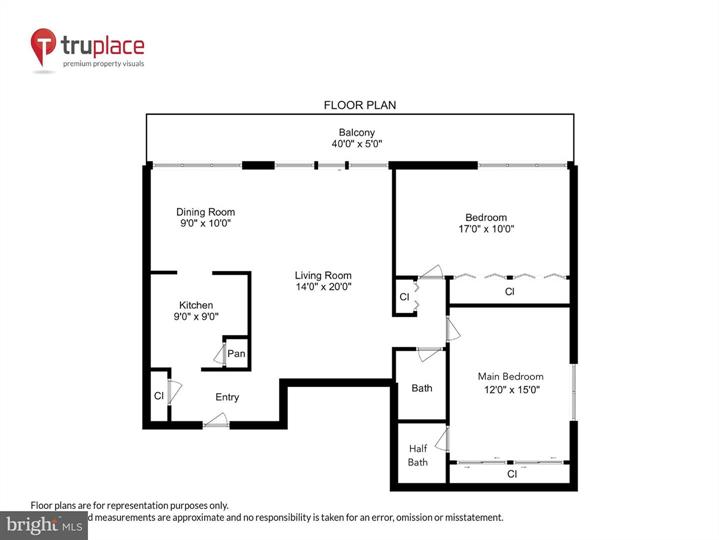 truplace
premium property visuals
FLOOR PLAN
Balcony
40'0" x 5'0"
Dining Room
9'0" x 10'0"
Bedroom
17'0" x 10'0"
Living Room
14'0" x 20'0"
Cl
Cl
Kitchen
9'0" x 9'0"
Pan
Main Bedroom
12'0" x 15'0"
Bath
Cl
Entry
Half
Bath
Cl
Floor plans are for representation purposes only.
measurements are approximate and no responsibility is taken for an error, omission or misstatement.
bright MLS